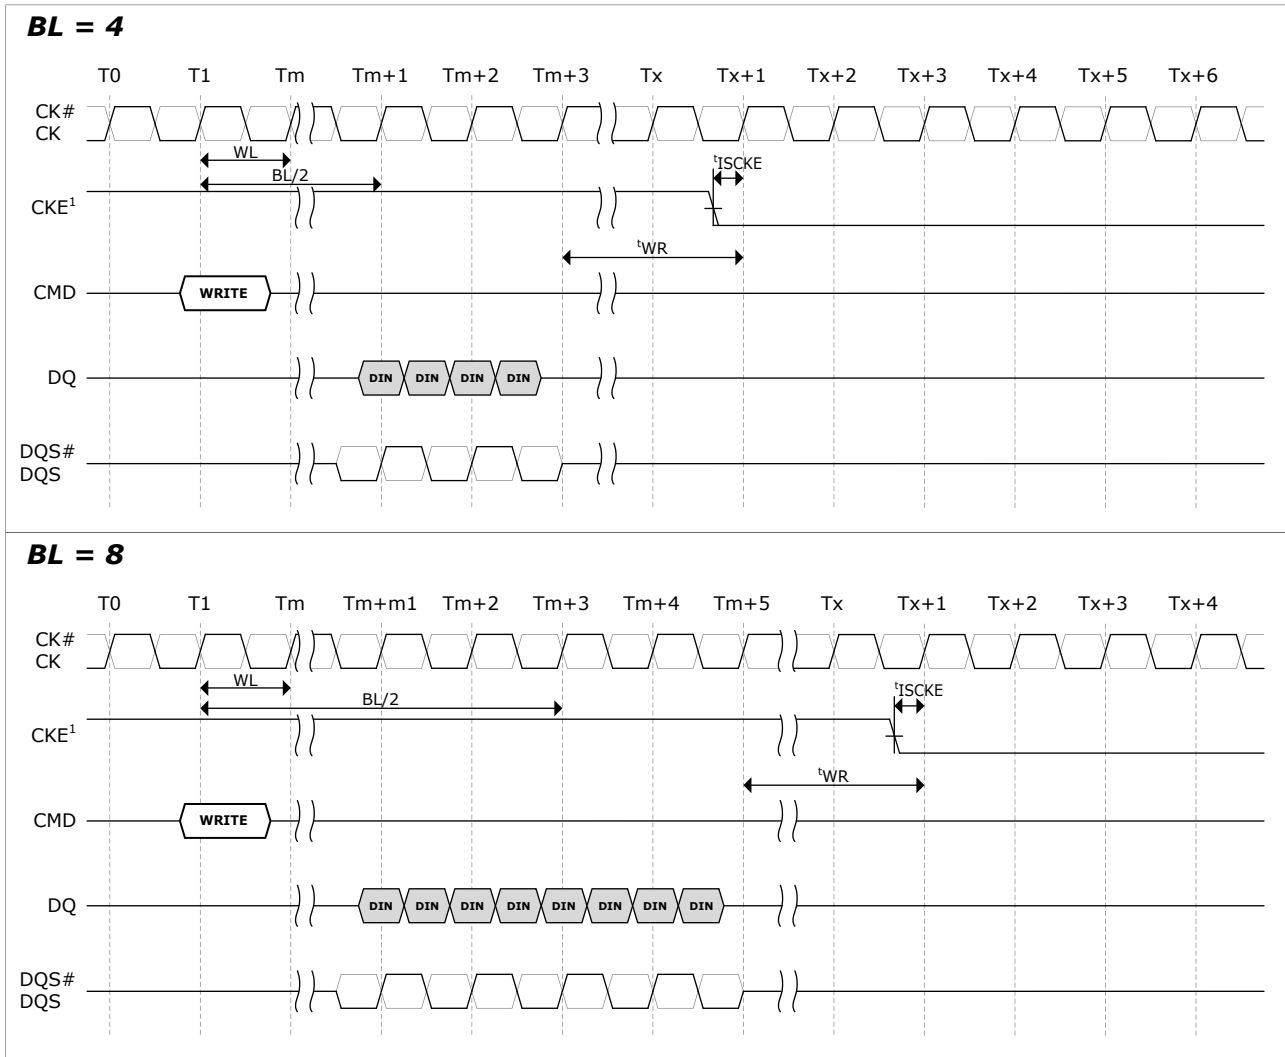 BL = 4
T0 T1 Tm Tm+1 Tm+2 Tm+3 Tx Tx+1 Tx+2 Tx+3 Tx+4 Tx+5 Tx+6
CK#
CK
WL
tISCKE
BL/2
CKE1
tWR
CMD WRITE
DQ DIN DIN DIN DIN
DQS#
DQS
BL = 8
T0 T1 Tm Tm+m1 Tm+2 Tm+3 Tm+4 Tm+5 Tx Tx+1 Tx+2 Tx+3 Tx+4
CK#
CK
WL
tISCKE
BL/2
CKE1
tWR
CMD WRITE
DQ DIN DIN DIN DIN DIN DIN DIN DIN
DQS#
DQS